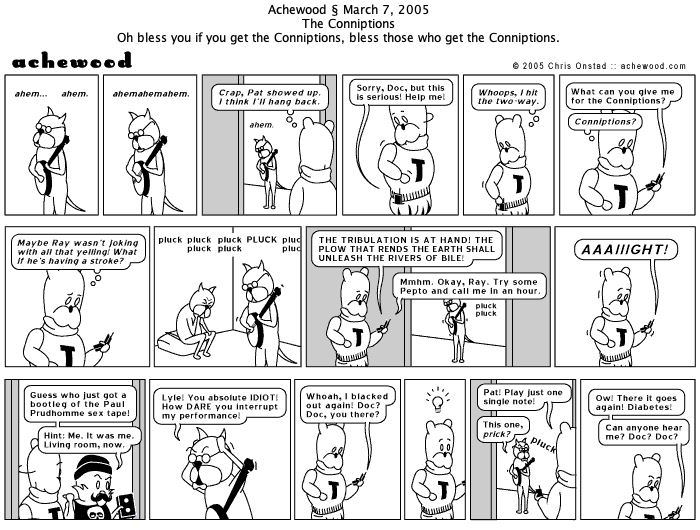 Achewood § March 7, 2005
The Conniptions
Oh bless you if you get the Conniptions, bless those who get the Conniptions.
achewood
© 2005 Chris Onstad :: achewood.com
ahem... ahem.
ahemahemahem.
Crap, Pat showed up.
I think I'll hang back.
ahem.
Sorry, Doc, but this
is serious! Help me!
Whoops, I hit
the two-way.
What can you give me
for the Conniptions?
Conniptions?
T
T
T
Maybe Ray wasn't joking
with all that yelling! What
if he's having a stroke?
T
pluck pluck pluck PLUCK pluc
pluck pluck pluc
THE TRIBULATION IS AT HAND! THE
PLOW THAT RENDS THE EARTH SHALL
UNLEASH THE RIVERS OF BILE!
Mmhm. Okay, Ray. Try some
Pepto and call me in an hour.
pluck
pluck
T
AAAIIIGHT!
T
Guess who just got a
bootleg of the Paul
Prudhomme sex tape!
Hint: Me. It was me.
Living room, now.
T
Lyle! You absolute IDIOT!
How DARE you interrupt
my performance!
Whoah, I blacked
out again! Doc?
Doc, you there?
T
T
Pat! Play just one
single note!
This one,
prick?
pluck
Ow! There it goes
again! Diabetes!
Can anyone hear
me? Doc? Doc?
T